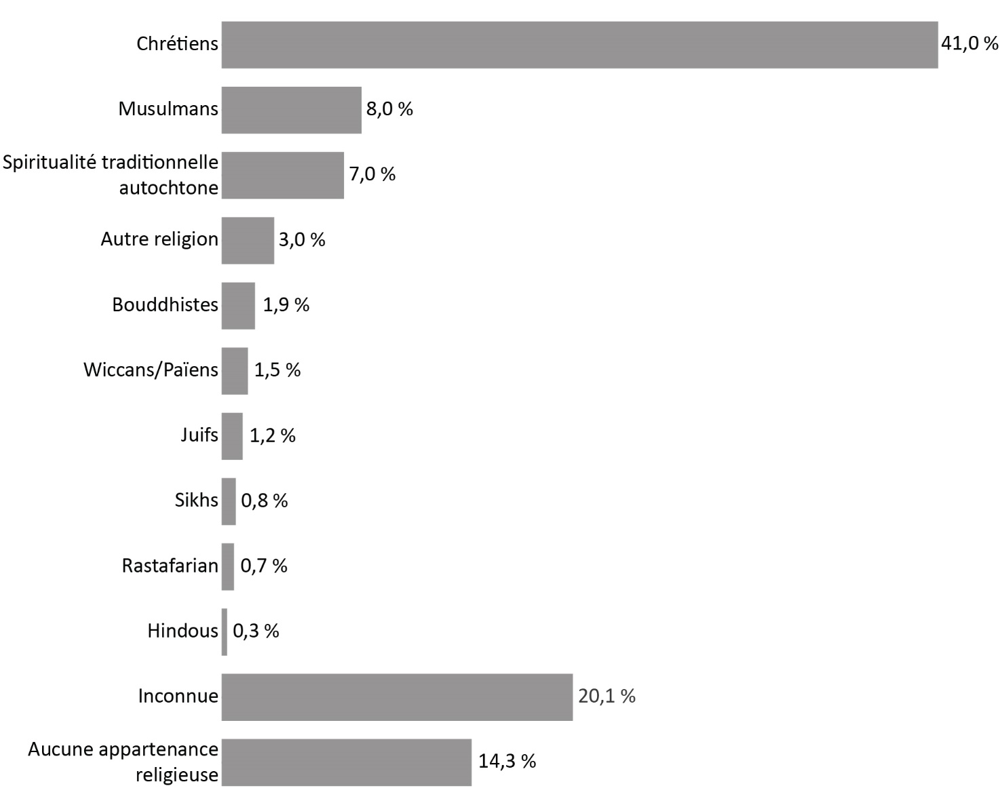 Chrétiens 41,0 %
Musulmans 8,0 %
Spiritualité traditionnelle
autochtone 7,0 %
Autre religion 3,0 %
Bouddhistes 1,9 %
Wiccans/Païens 1,5 %
Juifs 1,2 %
Sikhs 0,8 %
Rastafarian 0,7 %
Hindous 0,3 %
Inconnue 20,1 %
Aucune appartenance
religieuse 14,3 %